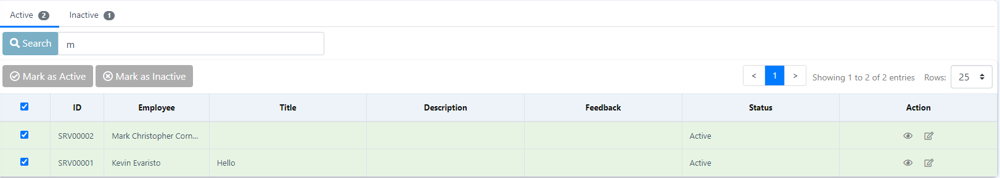 Active 2 Inactive 1
Search m
Mark as Active Mark as Inactive < 1 > Showing 1 to 2 of 2 entries Rows: 25
ID Employee Title Description Feedback Status Action
SRV00002 Mark Christopher Corn... Active
SRV00001 Kevin Evaristo Hello Active